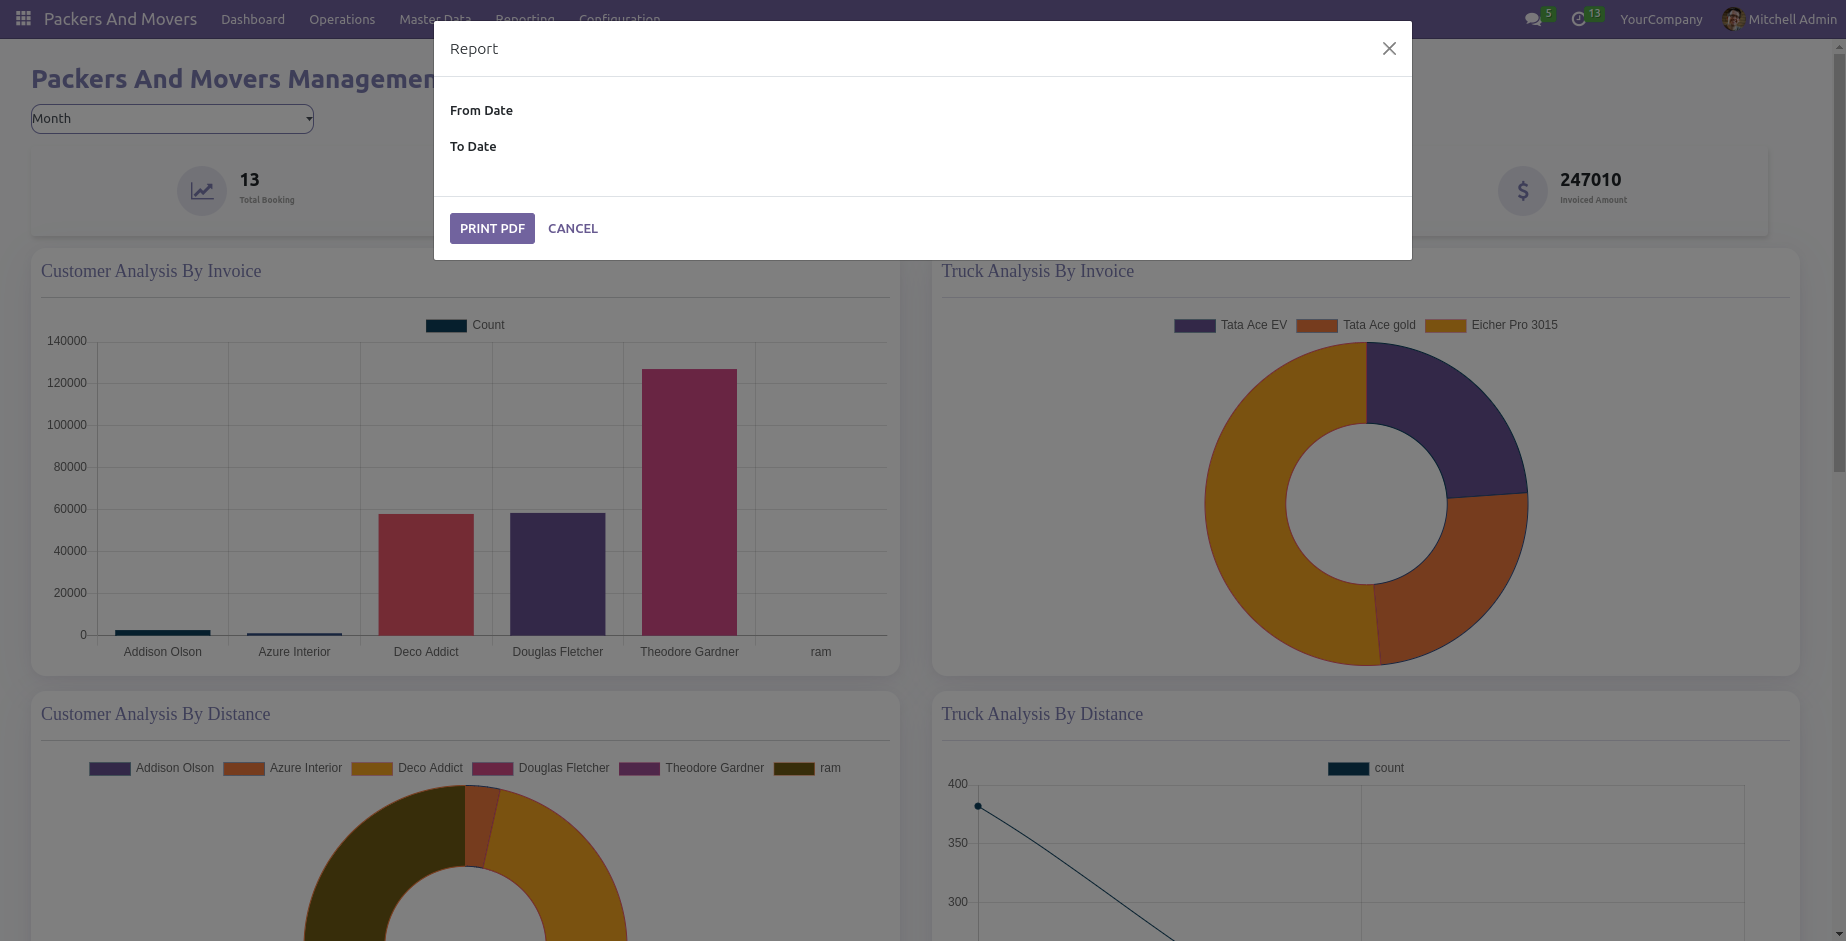 Packers And Movers Dashboard Operations Master Data Reporting Configuration 5 13 YourCompany Mitchell Admin
Report
From Date
To Date
PRINT PDF CANCEL
Packers And Movers Managemen
Month
13
Total Booking
247010
Invoiced Amount
Customer Analysis By Invoice
Count
140000
120000
100000
80000
60000
40000
20000
0
Addison Olson Azure Interior Deco Addict Douglas Fletcher Theodore Gardner ram
Truck Analysis By Invoice
Tata Ace EV Tata Ace gold Eicher Pro 3015
Customer Analysis By Distance
Addison Olson Azure Interior Deco Addict Douglas Fletcher Theodore Gardner ram
Truck Analysis By Distance
count
400
350
300